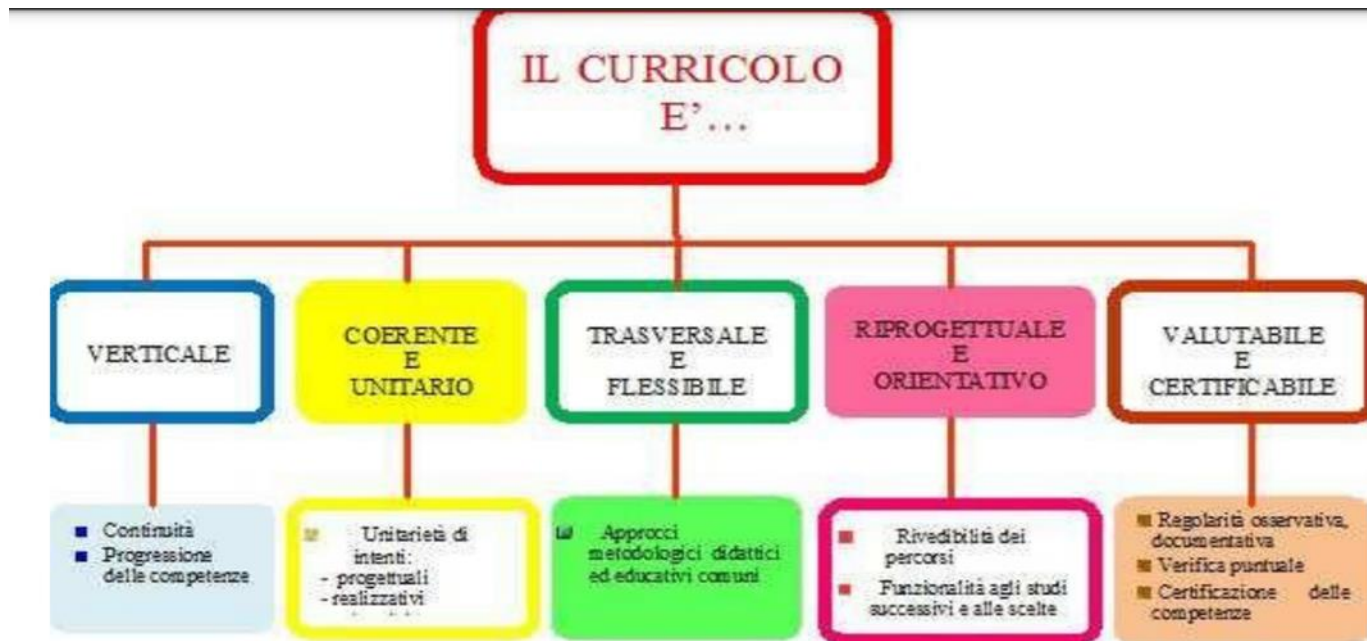 IL CURRICOLO
E’...
VERTICALE
COERENTE
E
UNITARIO
TRASVERSALE
E
FLESSIBILE
RIPROGETTUALE
E
ORIENTATIVO
VALUTABILE
E
CERTIFICABILE
Continuità
Progressione
delle competenze
Unitarietà di
intenti:
- progettuali
- realizzativi
Approcci
metodologici didattici
ed educativi comuni
Rivedibilità dei
percorsi
Funzionalità agli studi
successivi e alle scelte
Regolarità osservativa,
documentativa
Verifica puntuale
Certificazione delle
competenze